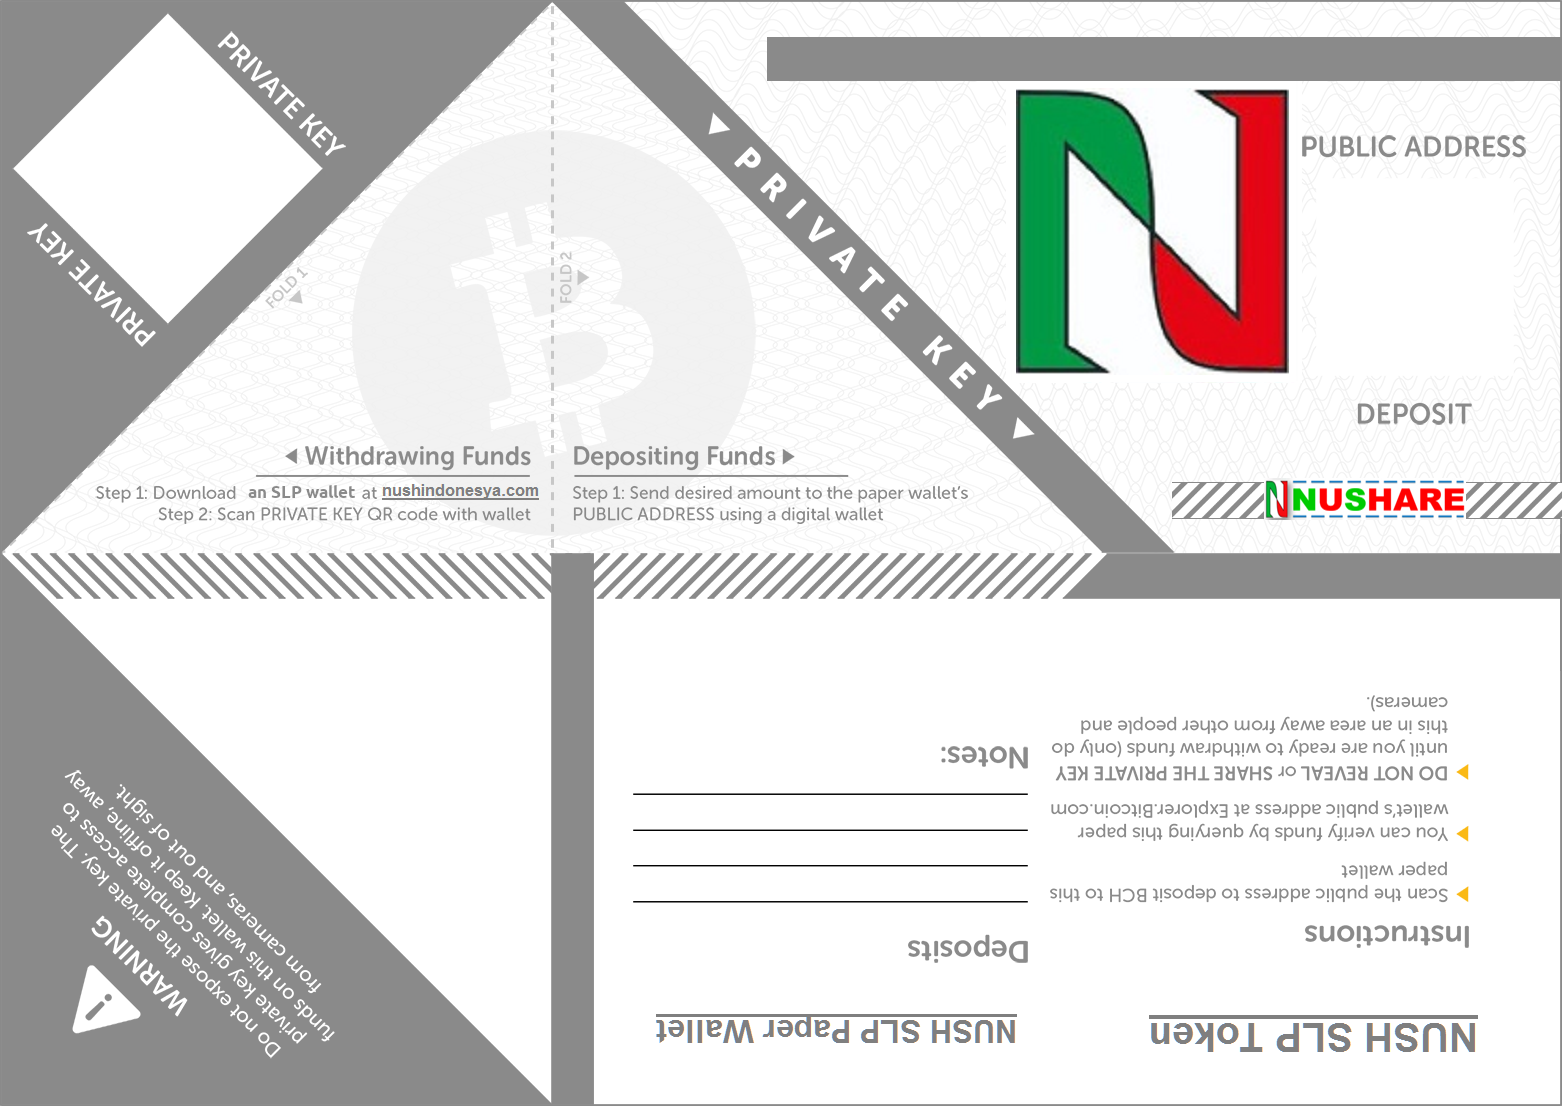 PRIVATE KEY
PRIVATE KEY
FOLD 1
FOLD 2
PRIVATE KEY
PUBLIC ADDRESS
DEPOSIT
NUSHARE
Withdrawing Funds
Step 1: Download an SLP wallet at nushindonesya.com
Step 2: Scan PRIVATE KEY QR code with wallet
Depositing Funds
Step 1: Send desired amount to the paper wallet's
PUBLIC ADDRESS using a digital wallet
WARNING
Do not expose the private key. The
private key gives complete access to
funds on this wallet. Keep it offline, away
from cameras, and out of sight.
NUSH SLP Paper Wallet
Deposits
Notes:
NUSH SLP Token
Instructions
Scan the public address to deposit BCH to this
paper wallet
You can verify funds by querying this paper
wallet's public address at Explorer.Bitcoin.com
DO NOT REVEAL or SHARE THE PRIVATE KEY
until you are ready to withdraw funds (only do
this in an area away from other people and
cameras).